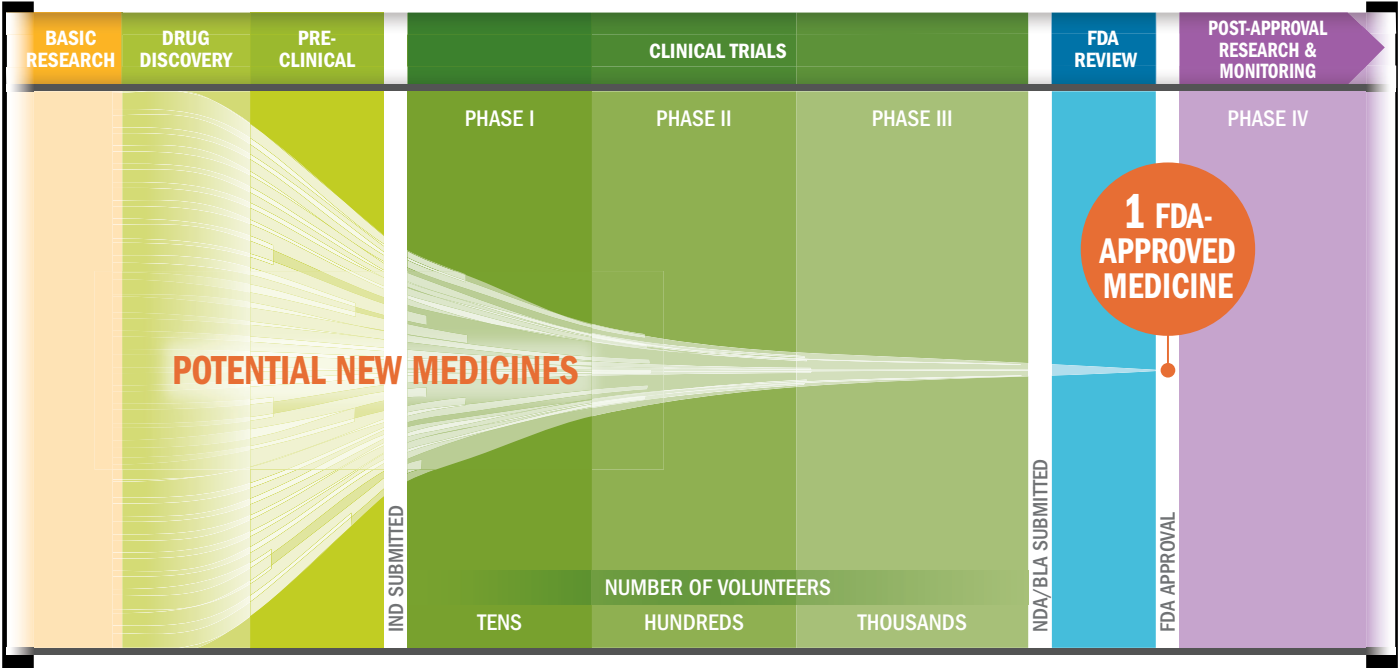 BASIC
RESEARCH
DRUG
DISCOVERY
PRE-
CLINICAL
CLINICAL TRIALS
FDA
REVIEW
POST-APPROVAL
RESEARCH &
MONITORING
PHASE I
PHASE II
PHASE III
PHASE IV
1 FDA-
APPROVED
MEDICINE
POTENTIAL NEW MEDICINES
IND SUBMITTED
NDA/BLA SUBMITTED
FDA APPROVAL
NUMBER OF VOLUNTEERS
TENS
HUNDREDS
THOUSANDS